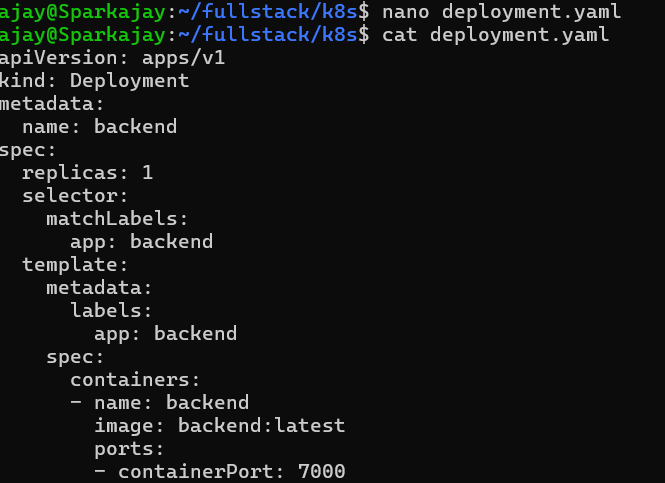 ajay@Sparkajay:~/fullstack/k8s$ nano deployment.yaml
ajay@Sparkajay:~/fullstack/k8s$ cat deployment.yaml
apiVersion: apps/v1
kind: Deployment
metadata:
  name: backend
spec:
  replicas: 1
  selector:
    matchLabels:
      app: backend
  template:
    metadata:
      labels:
        app: backend
    spec:
      containers:
      - name: backend
        image: backend:latest
        ports:
        - containerPort: 7000